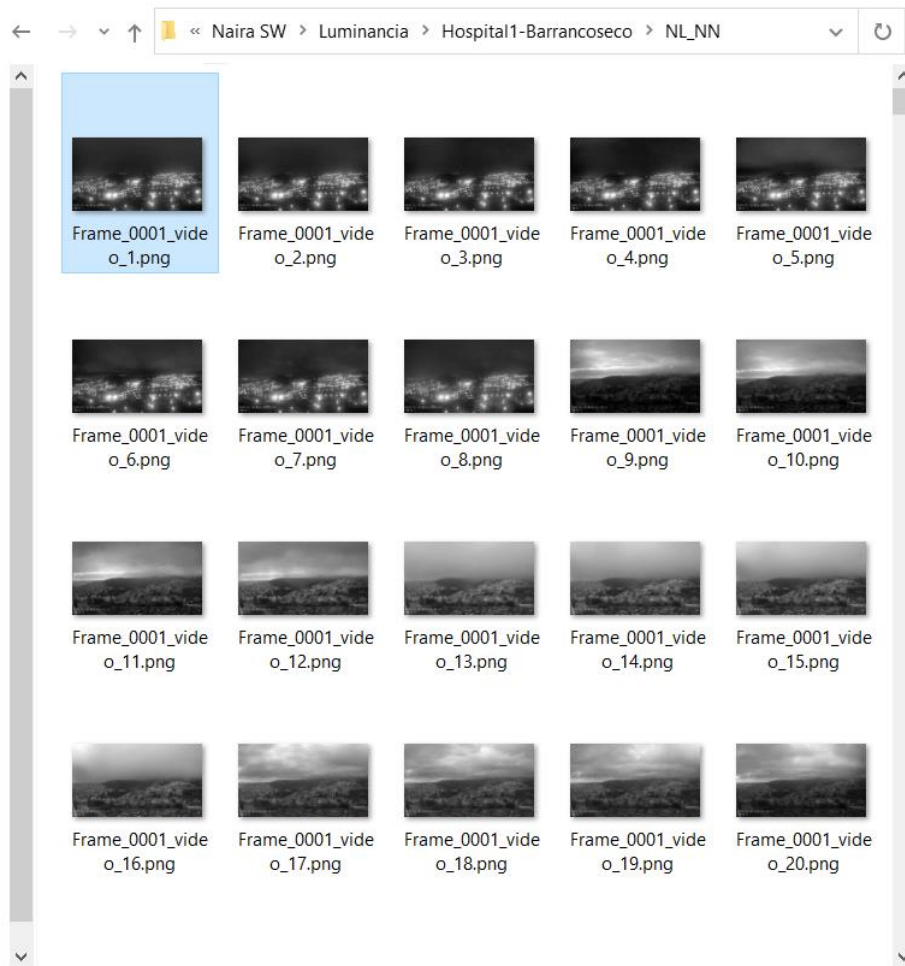 « Naira SW > Luminancia > Hospital1-Barrancoseco > NL_NN
Frame_0001_vide Frame_0001_vide Frame_0001_vide Frame_0001_vide Frame_0001_vide
o_1.png o_2.png o_3.png o_4.png o_5.png
Frame_0001_vide Frame_0001_vide Frame_0001_vide Frame_0001_vide Frame_0001_vide
o_6.png o_7.png o_8.png o_9.png o_10.png
Frame_0001_vide Frame_0001_vide Frame_0001_vide Frame_0001_vide Frame_0001_vide
o_11.png o_12.png o_13.png o_14.png o_15.png
Frame_0001_vide Frame_0001_vide Frame_0001_vide Frame_0001_vide Frame_0001_vide
o_16.png o_17.png o_18.png o_19.png o_20.png